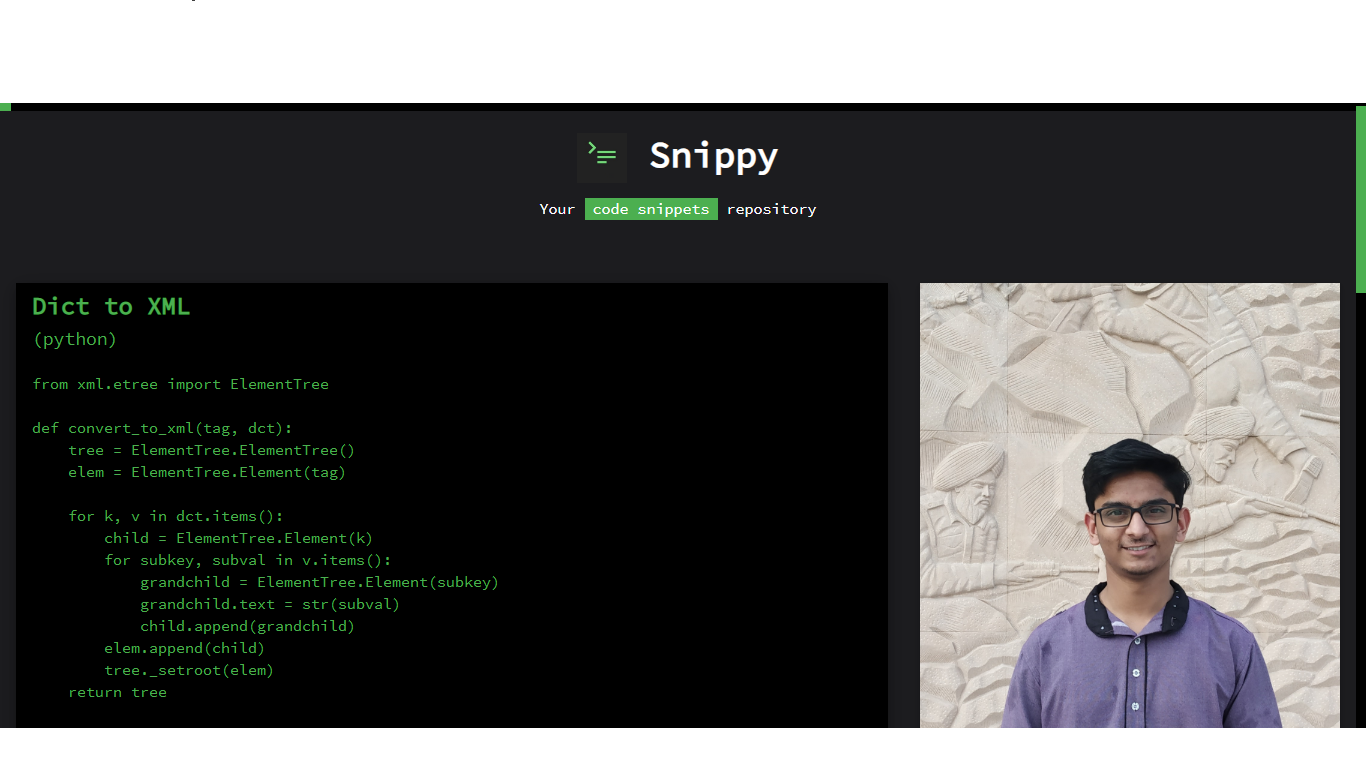 Snippy
Your code snippets repository
Dict to XML
(python)
from xml.etree import ElementTree
def convert_to_xml(tag, dct):
    tree = ElementTree.ElementTree()
    elem = ElementTree.Element(tag)
    for k, v in dct.items():
        child = ElementTree.Element(k)
        for subkey, subval in v.items():
            grandchild = ElementTree.Element(subkey)
            grandchild.text = str(subval)
            child.append(grandchild)
        elem.append(child)
        tree._setroot(elem)
    return tree